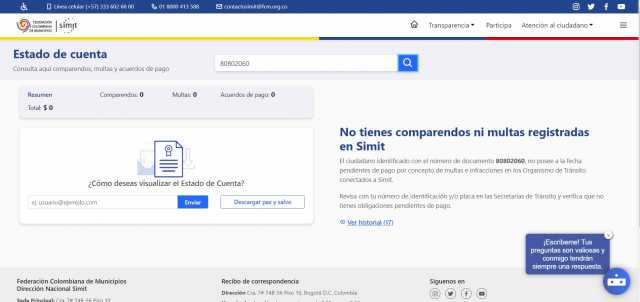 Línea celular (+57) 333 602 66 00 01 8000 413 588 contactosimit@fcm.org.co
FEDERACIÓN COLOMBIANA DE MUNICIPIOS simit Transparencia Participa Atención al ciudadano
Estado de cuenta
Consulta aquí comparendos, multas y acuerdos de pago
80802060
Resumen Comparendos: 0 Multas: 0 Acuerdos de pago: 0
Total: $ 0
No tienes comparendos ni multas registradas
en Simit
El ciudadano identificado con el número de documento 80802060, no posee a la fecha
pendientes de pago por concepto de multas e infracciones en los Organismo de Tránsito
conectados a Simit.
Revisa con tu número de identificación y/o placa en las Secretarías de Tránsito y verifica que no
tienes obligaciones pendientes de pago.
Ver historial (17)
¿Cómo deseas visualizar el Estado de Cuenta?
ej. usuario@ejemplo.com Enviar Descargar paz y salvo
¡Escríbeme! Tus
preguntas son valiosas y
conmigo tendrán
siempre una respuesta.
Federación Colombiana de Municipios
Dirección Nacional Simit
Sede Principal: Cra. 7# 74B 56 Piso 10
Recibo de correspondencia
Dirección Cra. 7# 74B 56 Piso 10, Bogotá D.C. Colombia
Síguenos en